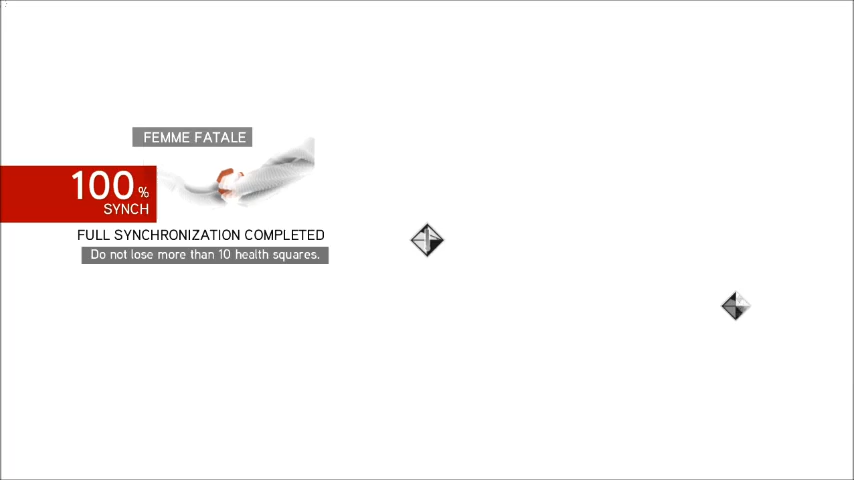 FEMME FATALE
100%
SYNCH
FULL SYNCHRONIZATION COMPLETED
Do not lose more than 10 health squares.